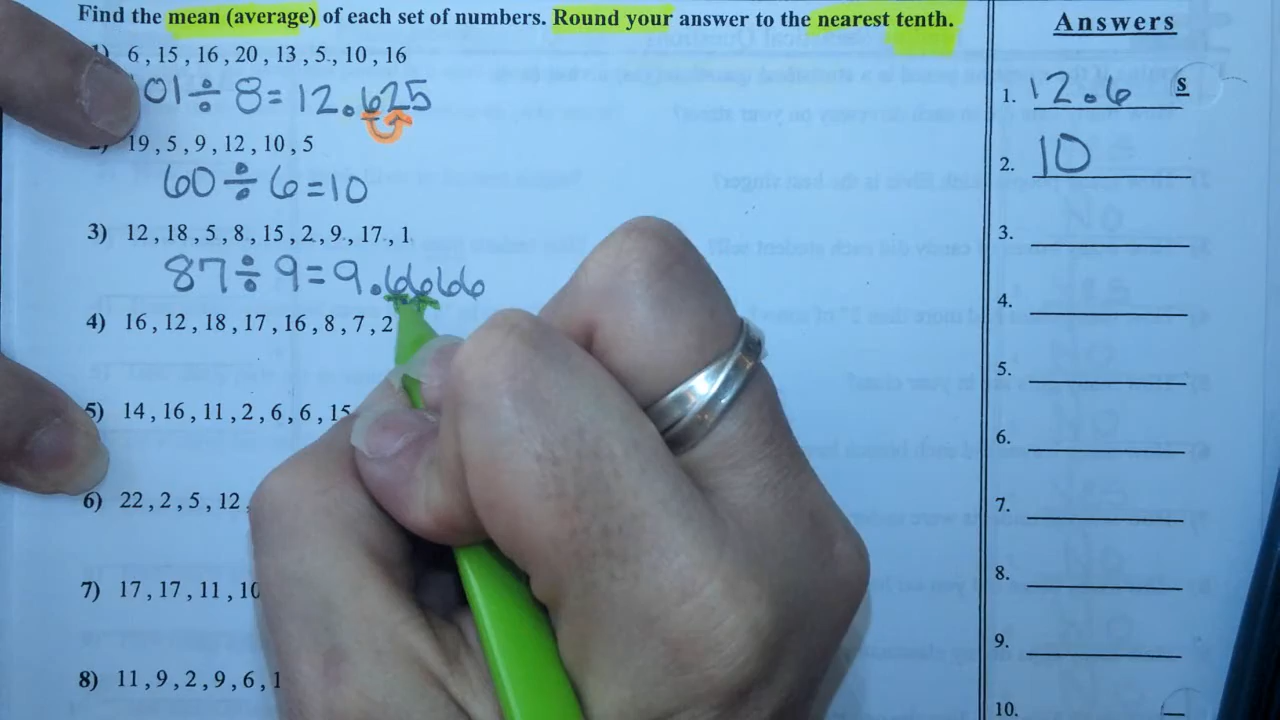 Find the mean (average) of each set of numbers. Round your answer to the nearest tenth.
Answers
1) 6 , 15 , 16 , 20 , 13 , 5 , 10 , 16
01 ÷ 8 = 12.625
1. 12.6 s
19 , 5 , 9 , 12 , 10 , 5
60 ÷ 6 = 10
2. 10
3) 12 , 18 , 5 , 8 , 15 , 2 , 9 , 17 , 1
87 ÷ 9 = 9.6666
3.
4) 16 , 12 , 18 , 17 , 16 , 8 , 7 , 2
4.
5) 14 , 16 , 11 , 2 , 6 , 6 , 15
5.
6) 22 , 2 , 5 , 12 ,
6.
7) 17 , 17 , 11 , 10
7.
8) 11 , 9 , 2 , 9 , 6 , 1
8.
9.
10.